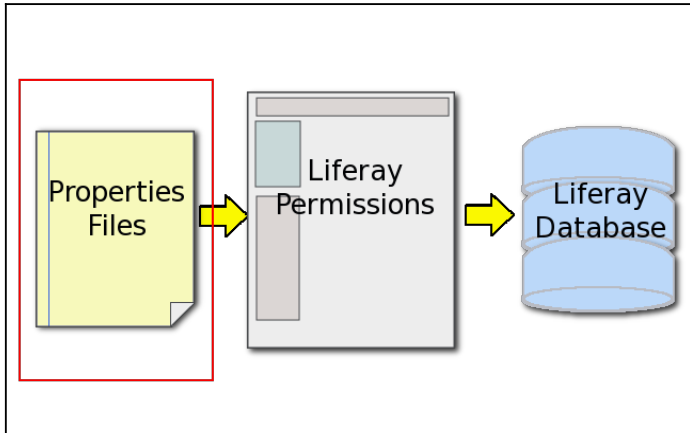 Properties
Files
Liferay
Permissions
Liferay
Database